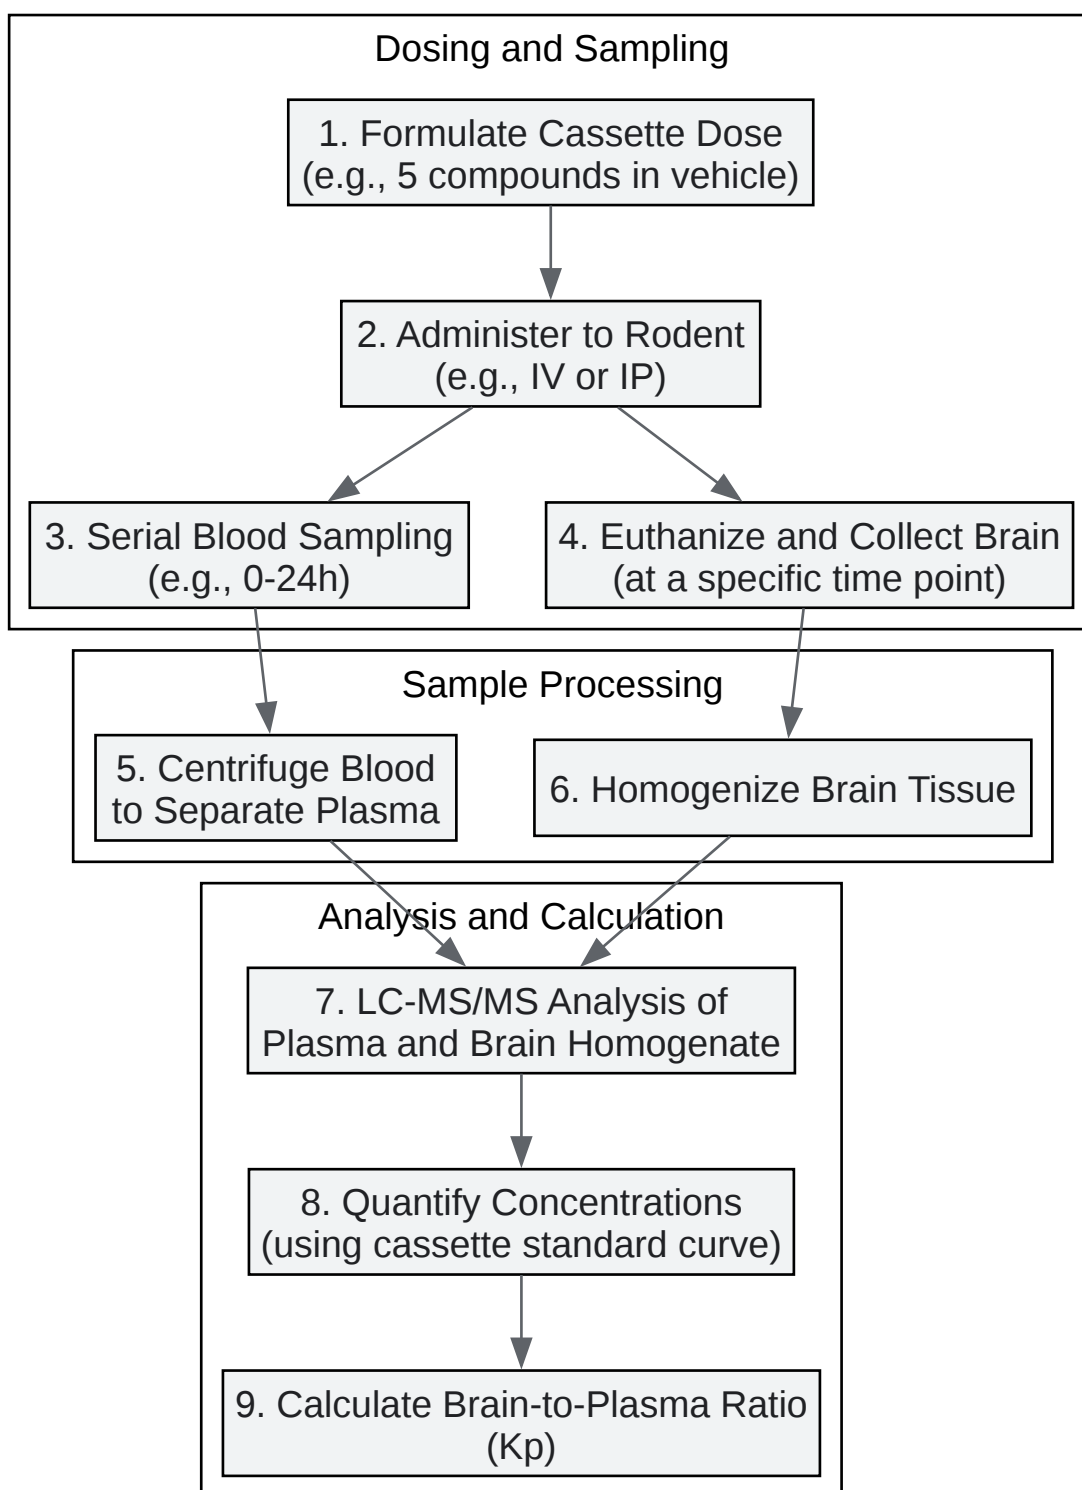 Dosing and Sampling
1. Formulate Cassette Dose
(e.g., 5 compounds in vehicle)
2. Administer to Rodent
(e.g., IV or IP)
3. Serial Blood Sampling
(e.g., 0-24h)
4. Euthanize and Collect Brain
(at a specific time point)
Sample Processing
5. Centrifuge Blood
to Separate Plasma
6. Homogenize Brain Tissue
Analysis and Calculation
7. LC-MS/MS Analysis of
Plasma and Brain Homogenate
8. Quantify Concentrations
(using cassette standard curve)
9. Calculate Brain-to-Plasma Ratio
(Kp)